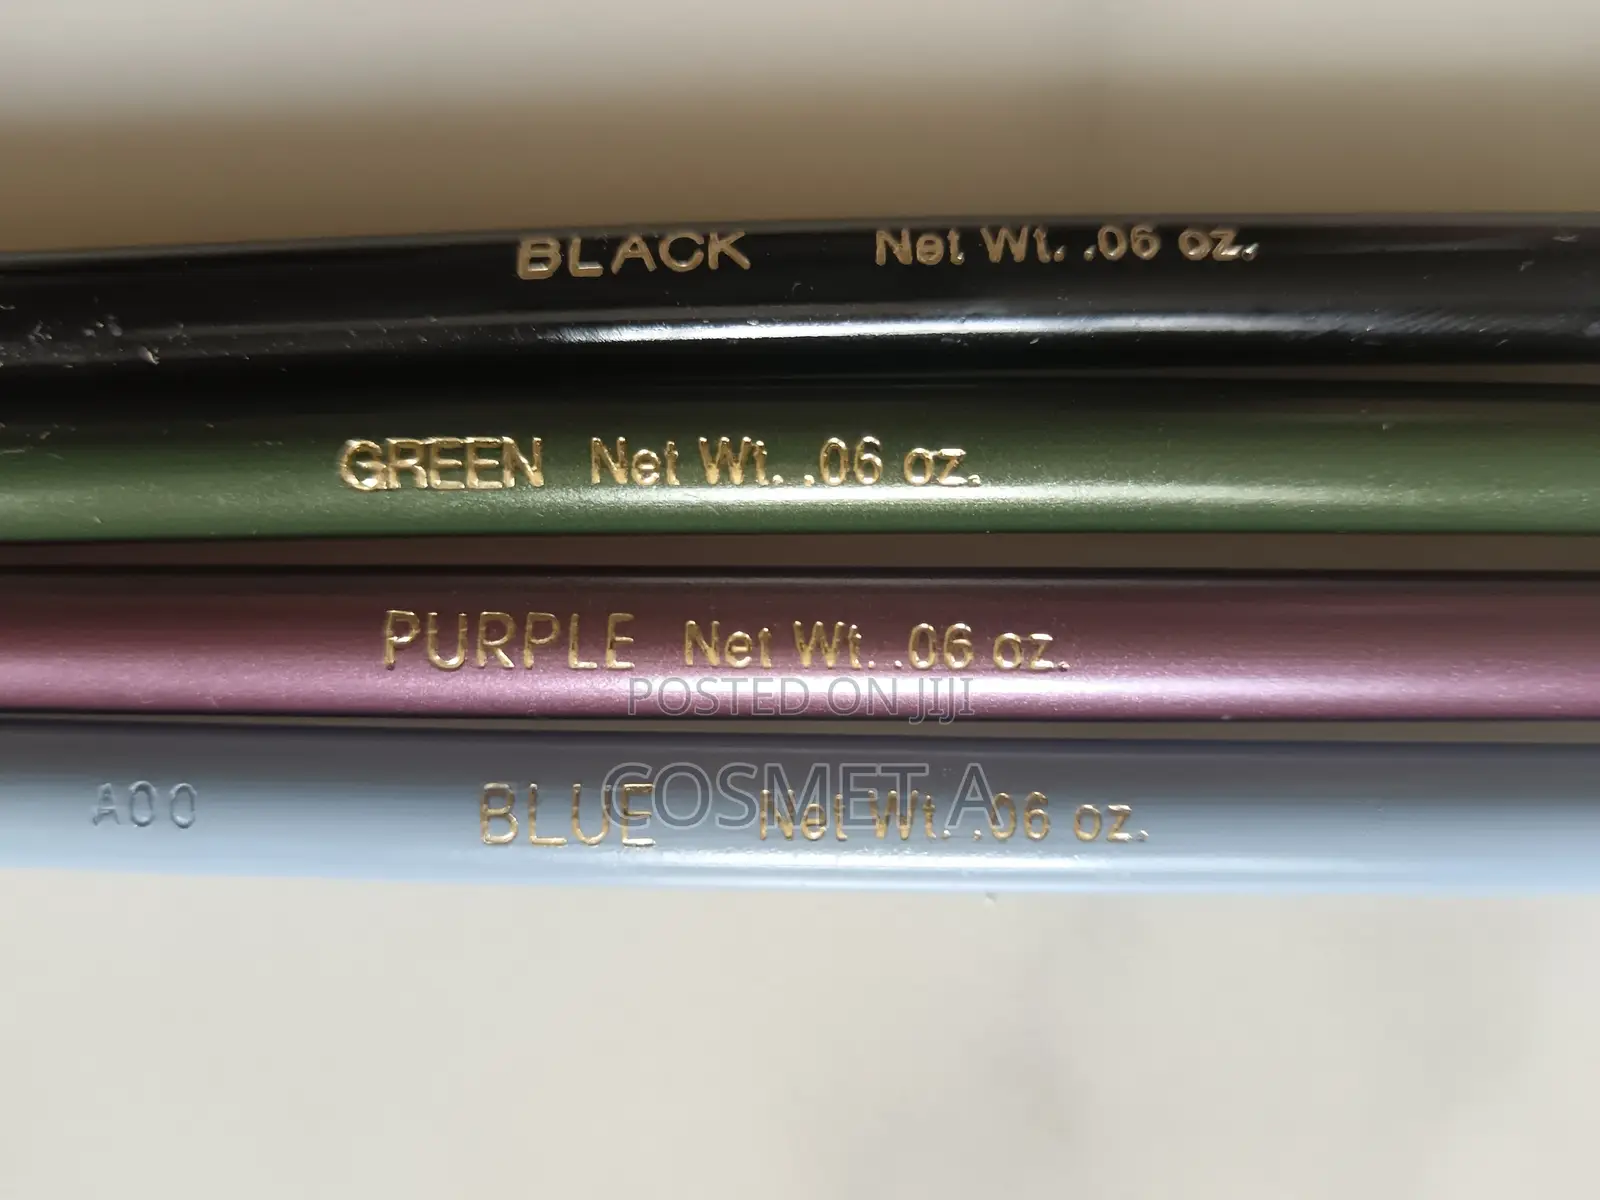 BLACK Net Wt. .06 oz.
GREEN Net Wt. .06 oz.
PURPLE Net Wt. .06 oz.
POSTED ON JIJI
COSMET A
A00 BLUE Net Wt. .06 oz.